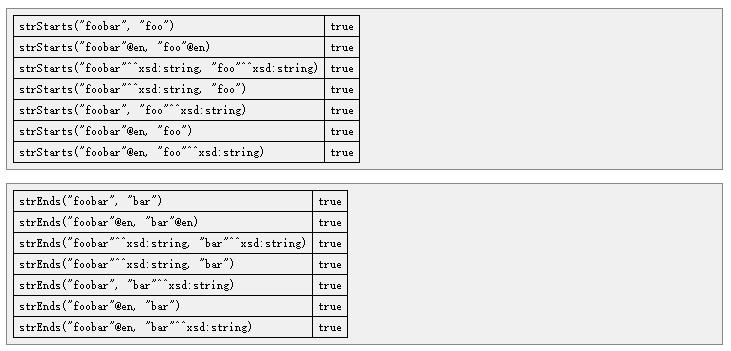 strStarts("foobar", "foo") true
strStarts("foobar"@en, "foo"@en) true
strStarts("foobar"^^xsd:string, "foo"^^xsd:string) true
strStarts("foobar"^^xsd:string, "foo") true
strStarts("foobar", "foo"^^xsd:string) true
strStarts("foobar"@en, "foo") true
strStarts("foobar"@en, "foo"^^xsd:string) true
strEnds("foobar", "bar") true
strEnds("foobar"@en, "bar"@en) true
strEnds("foobar"^^xsd:string, "bar"^^xsd:string) true
strEnds("foobar"^^xsd:string, "bar") true
strEnds("foobar", "bar"^^xsd:string) true
strEnds("foobar"@en, "bar") true
strEnds("foobar"@en, "bar"^^xsd:string) true